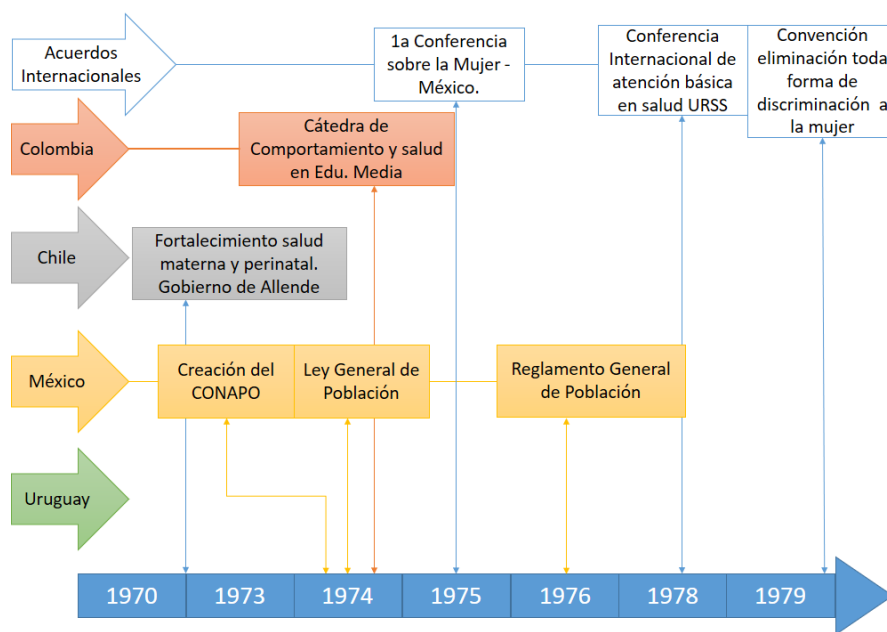 Acuerdos
Internacionales
1a Conferencia
sobre la Mujer -
México.
Conferencia
Internacional de
atención básica
en salud URSS
Convención
eliminación toda
forma de
discriminación a
la mujer
Colombia
Cátedra de
Comportamiento y salud
en Edu. Media
Chile
Fortalecimiento salud
materna y perinatal.
Gobierno de Allende
México
Creación del
CONAPO
Ley General de
Población
Reglamento General
de Población
Uruguay
1970
1973
1974
1975
1976
1978
1979